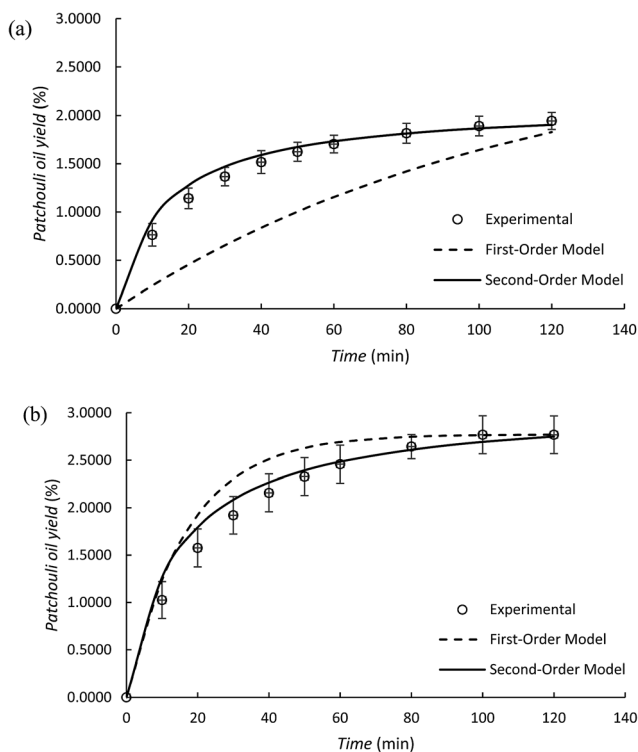 (a)
3.0000
2.5000
2.0000
1.5000
1.0000
0.5000
0.0000
Patchouli oil yield (%)
Experimental
First-Order Model
Second-Order Model
0 20 40 60 80 100 120 140
Time (min)
(b)
3.0000
2.5000
2.0000
1.5000
1.0000
0.5000
0.0000
Patchouli oil yield (%)
Experimental
First-Order Model
Second-Order Model
0 20 40 60 80 100 120 140
Time (min)